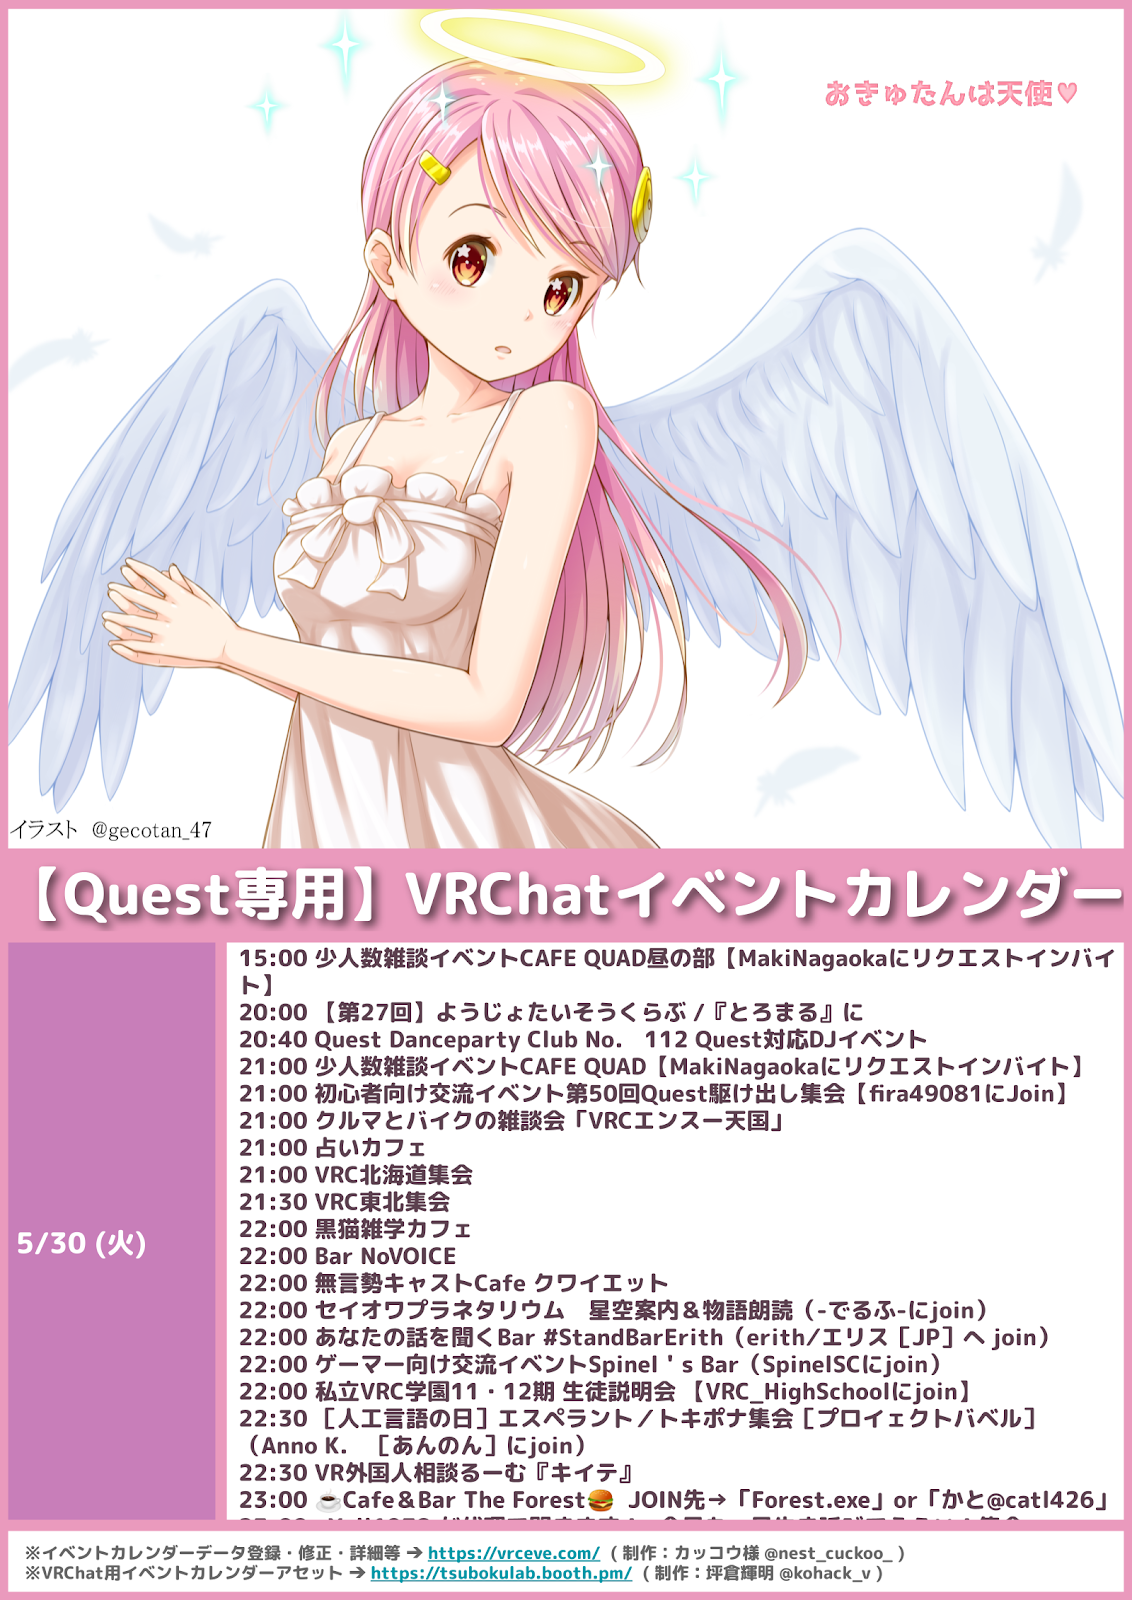 おきゅたんは天使♥
イラスト @gecotan_47
【Quest専用】VRChatイベントカレンダー
5/30 (火)
15:00 少人数雑談イベントCAFE QUAD昼の部【MakiNagaokaにリクエストインバイ
ト】
20:00 【第27回】ようじょたいそうくらぶ /『とろまる』に
20:40 Quest Danceparty Club No. 112 Quest対応DJイベント
21:00 少人数雑談イベントCAFE QUAD【MakiNagaokaにリクエストインバイト】
21:00 初心者向け交流イベント第50回Quest駆け出し集会【fira49081にJoin】
21:00 クルマとバイクの雑談会「VRCエンスー天国」
21:00 占いカフェ
21:00 VRC北海道集会
21:30 VRC東北集会
22:00 黒猫雑学カフェ
22:00 Bar NoVOICE
22:00 無言勢キャストCafe クワイエット
22:00 セイオワプラネタリウム 星空案内＆物語朗読（-でるふ-にjoin）
22:00 あなたの話を聞くBar #StandBarErith（erith/エリス［JP］へ join）
22:00 ゲーマー向け交流イベントSpinel ' s Bar（SpinelSCにjoin）
22:00 私立VRC学園11・12期 生徒説明会 【VRC_HighSchoolにjoin】
22:30 ［人工言語の日］エスペラント／トキポナ集会［プロイェクトバベル］
（Anno K. ［あんのん］にjoin）
22:30 VR外国人相談るーむ『キイテ』
23:00 ☕Cafe＆Bar The Forest🍔 JOIN先→「Forest.exe」or「かと@catl426」
※イベントカレンダーデータ登録・修正・詳細等 ➔ https://vrceve.com/ ( 制作：カッコウ様 @nest_cuckoo_ )
※VRChat用イベントカレンダーアセット ➔ https://tsubokulab.booth.pm/ ( 制作：坪倉輝明 @kohack_v )